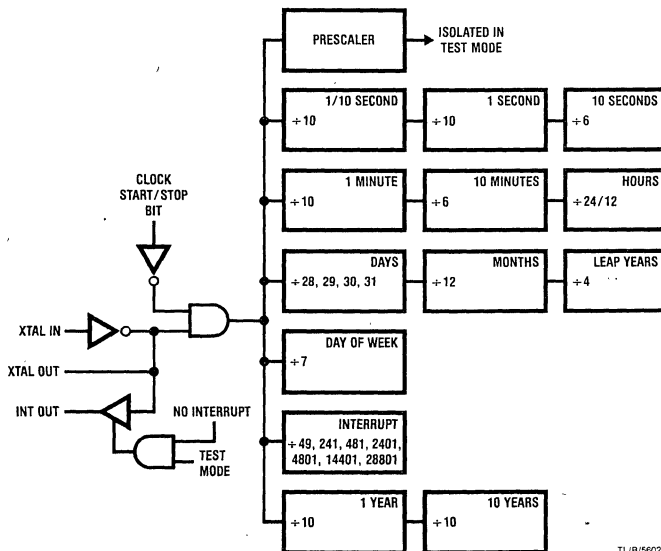 PRESCALER
ISOLATED IN
TEST MODE
1/10 SECOND
÷10
1 SECOND
÷10
10 SECONDS
÷6
1 MINUTE
÷10
10 MINUTES
÷6
HOURS
÷24/12
CLOCK
START/STOP
BIT
DAYS
÷28, 29, 30, 31
MONTHS
÷12
LEAP YEARS
÷4
XTAL IN
XTAL OUT
INT OUT
NO INTERRUPT
TEST
MODE
DAY OF WEEK
÷7
INTERRUPT
÷49, 241, 481, 2401,
4801, 14401, 28801
1 YEAR
÷10
10 YEARS
÷10
TL/B/5602